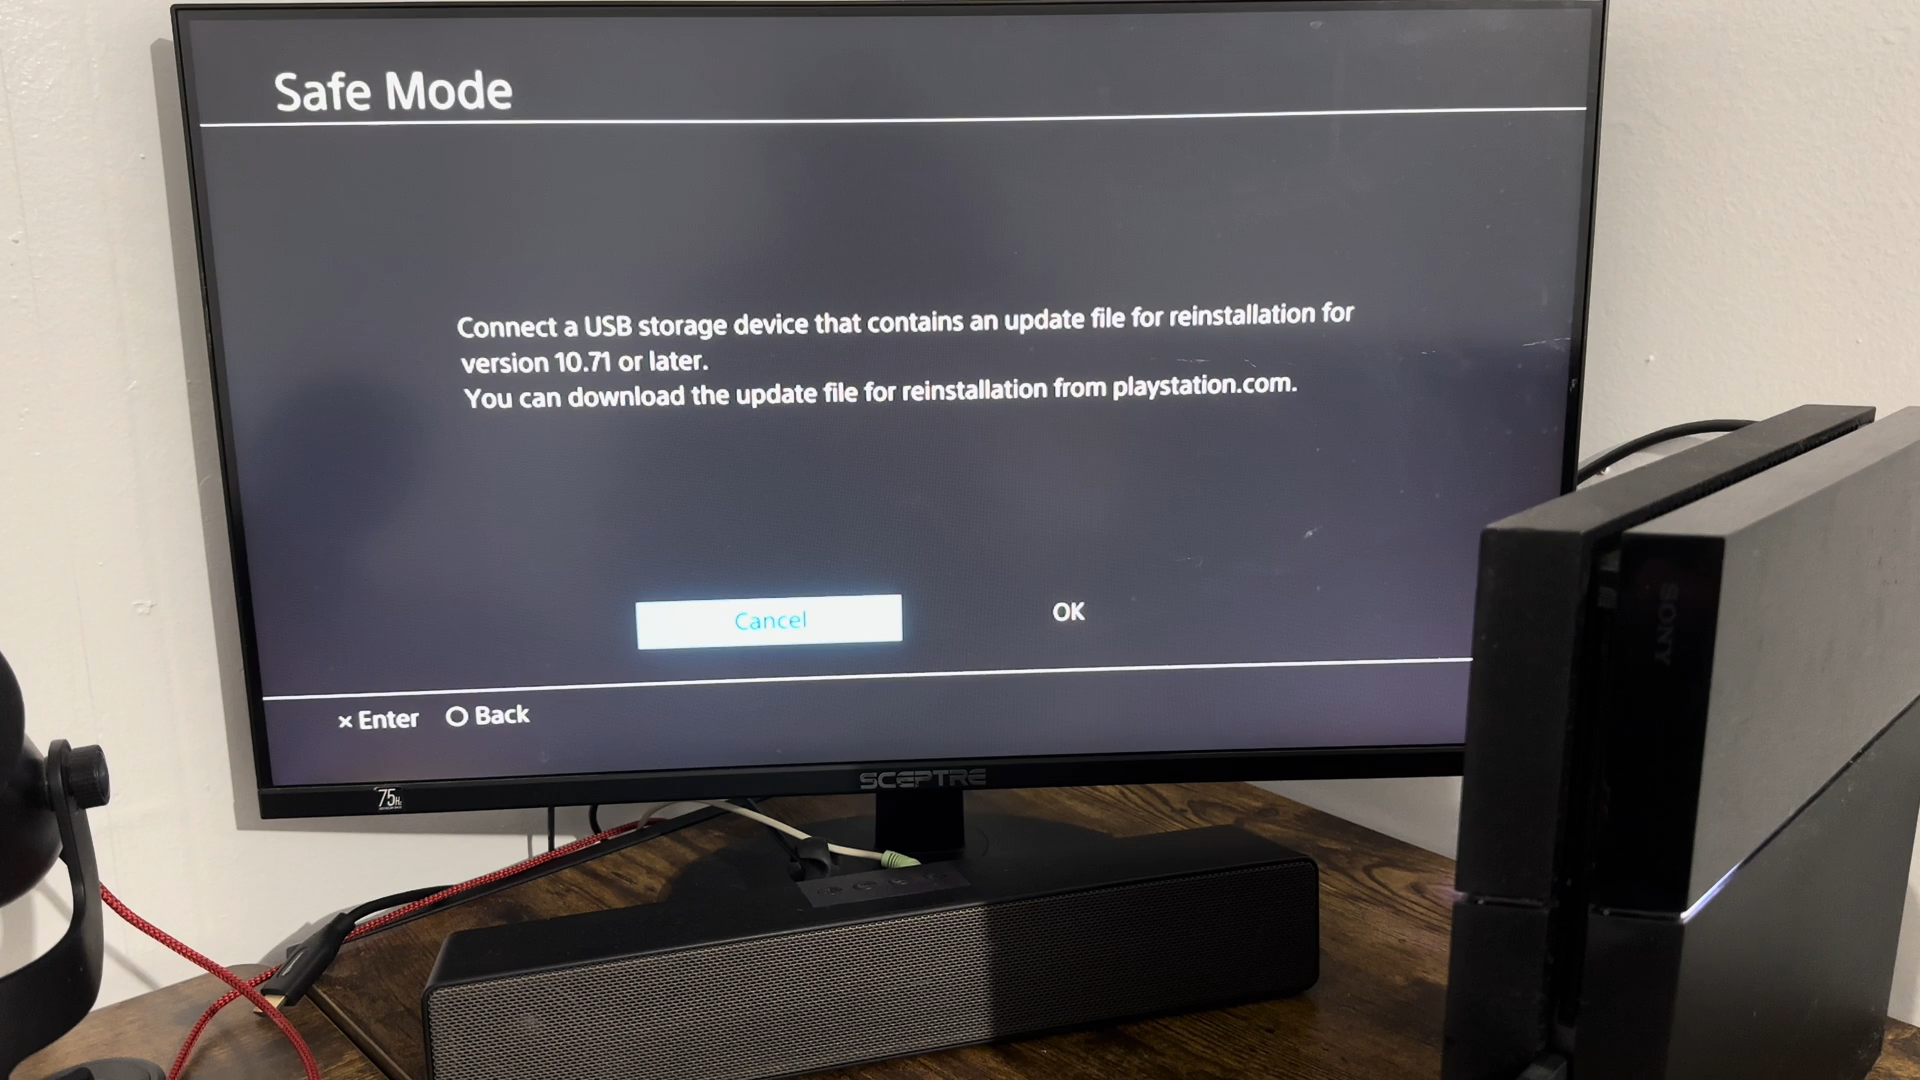 Safe Mode
Connect a USB storage device that contains an update file for reinstallation for
version 10.71 or later.
You can download the update file for reinstallation from playstation.com.
Cancel
OK
× Enter
O Back
SCEPTRE
75Hz
SONY